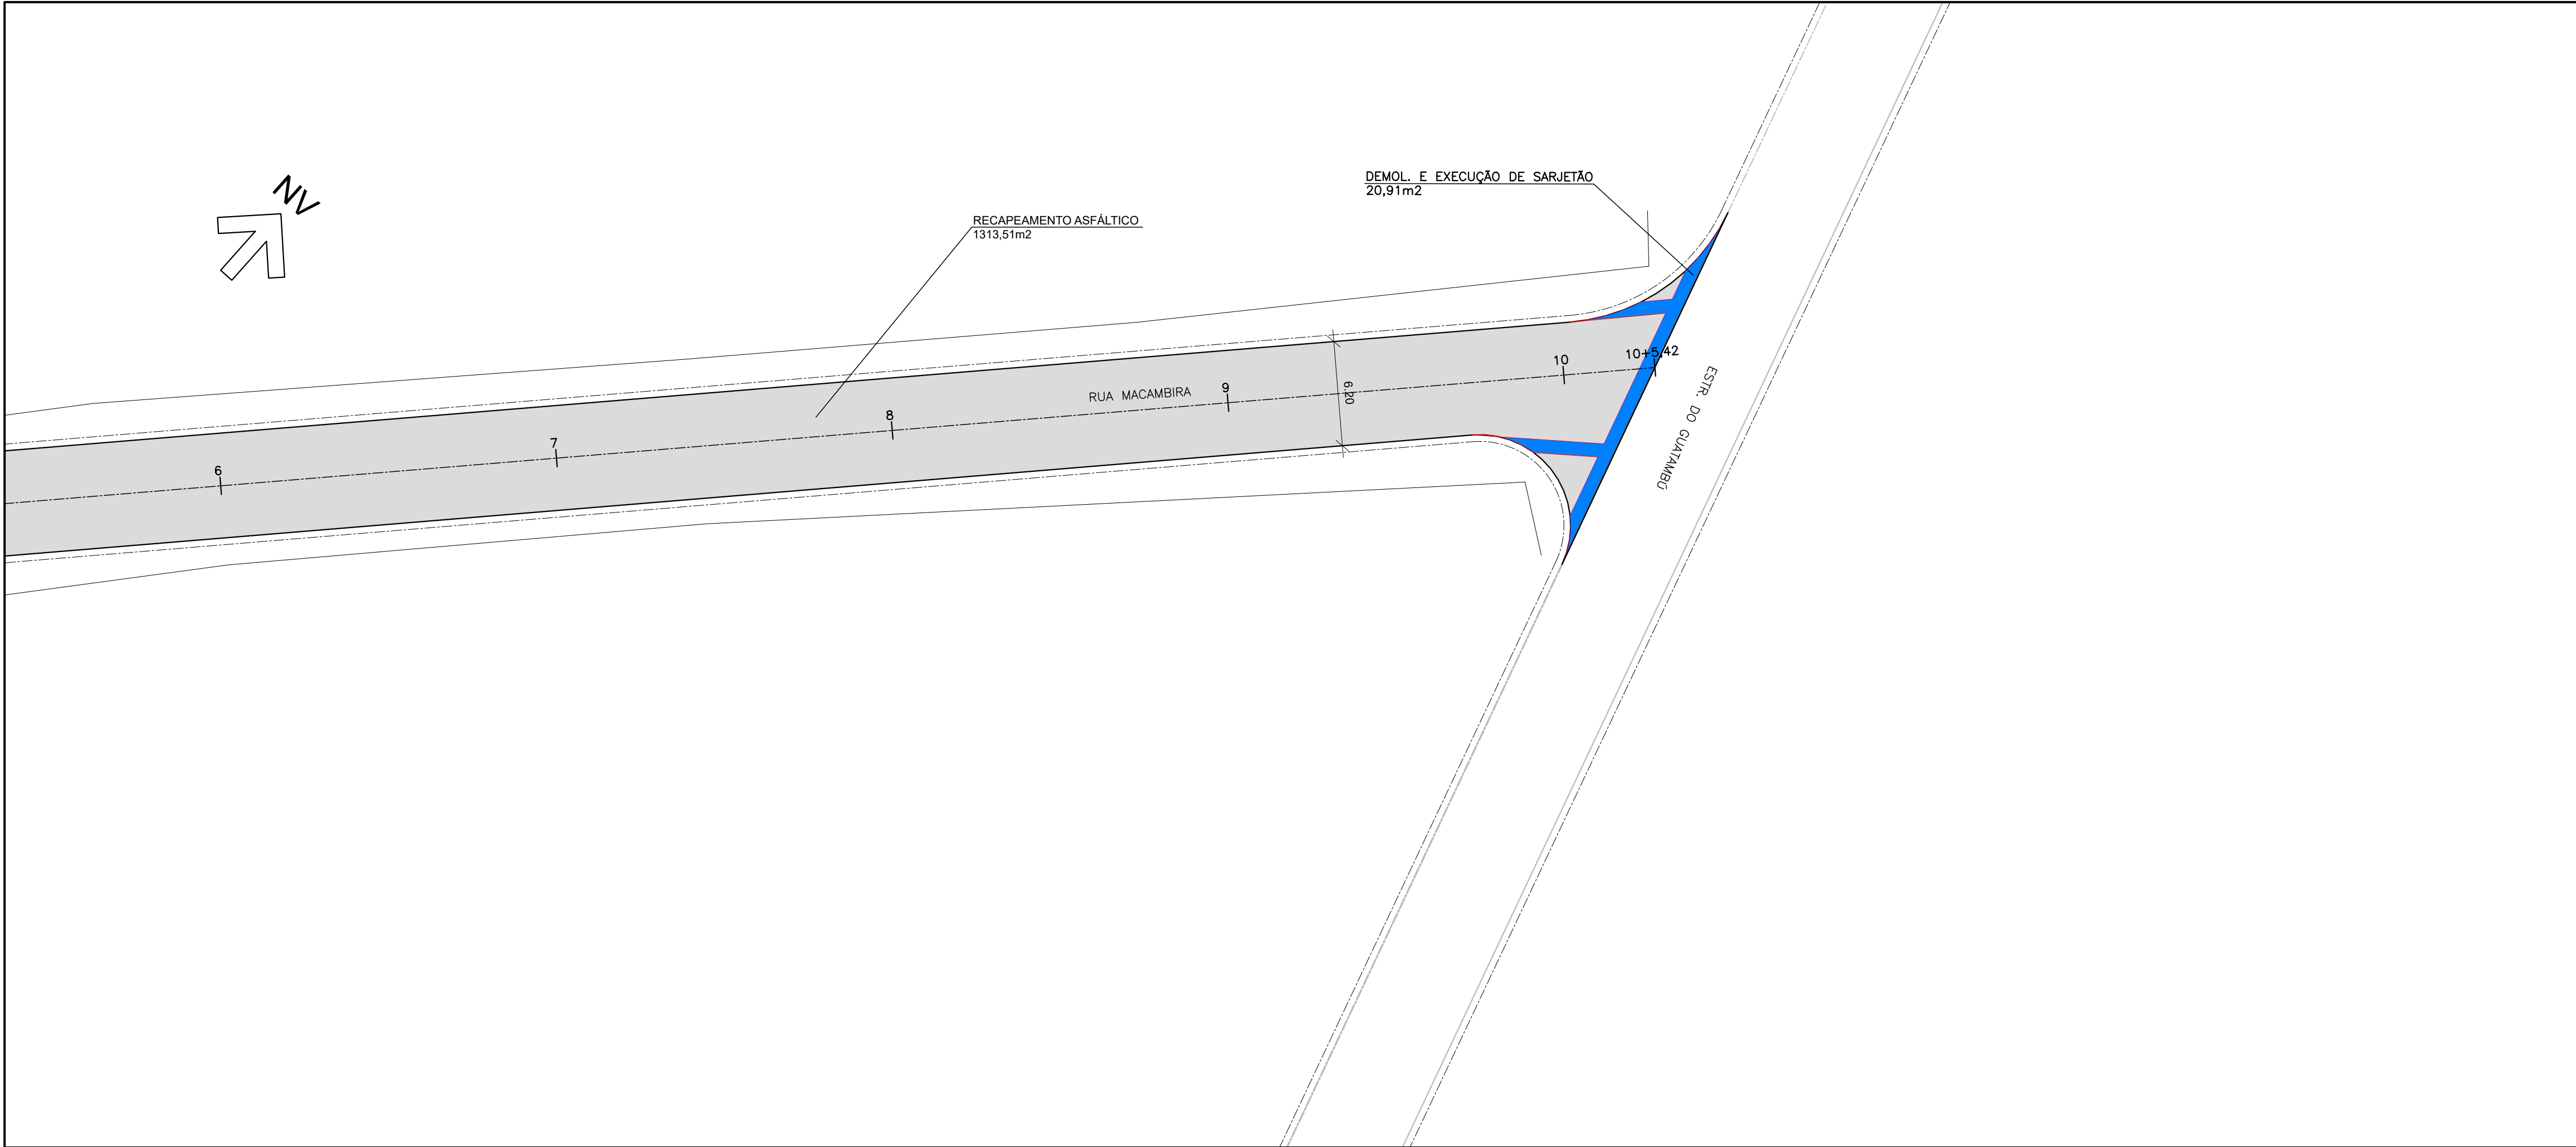 NV
DEMOL. E EXECUÇÃO DE SARJETÃO
20,91m2
RECAPEAMENTO ASFÁLTICO
1313,51m2
6
7
8
RUA MACAMBIRA
9
6.20
10
10+5,42
ESTR. DO GUATAMBÚ